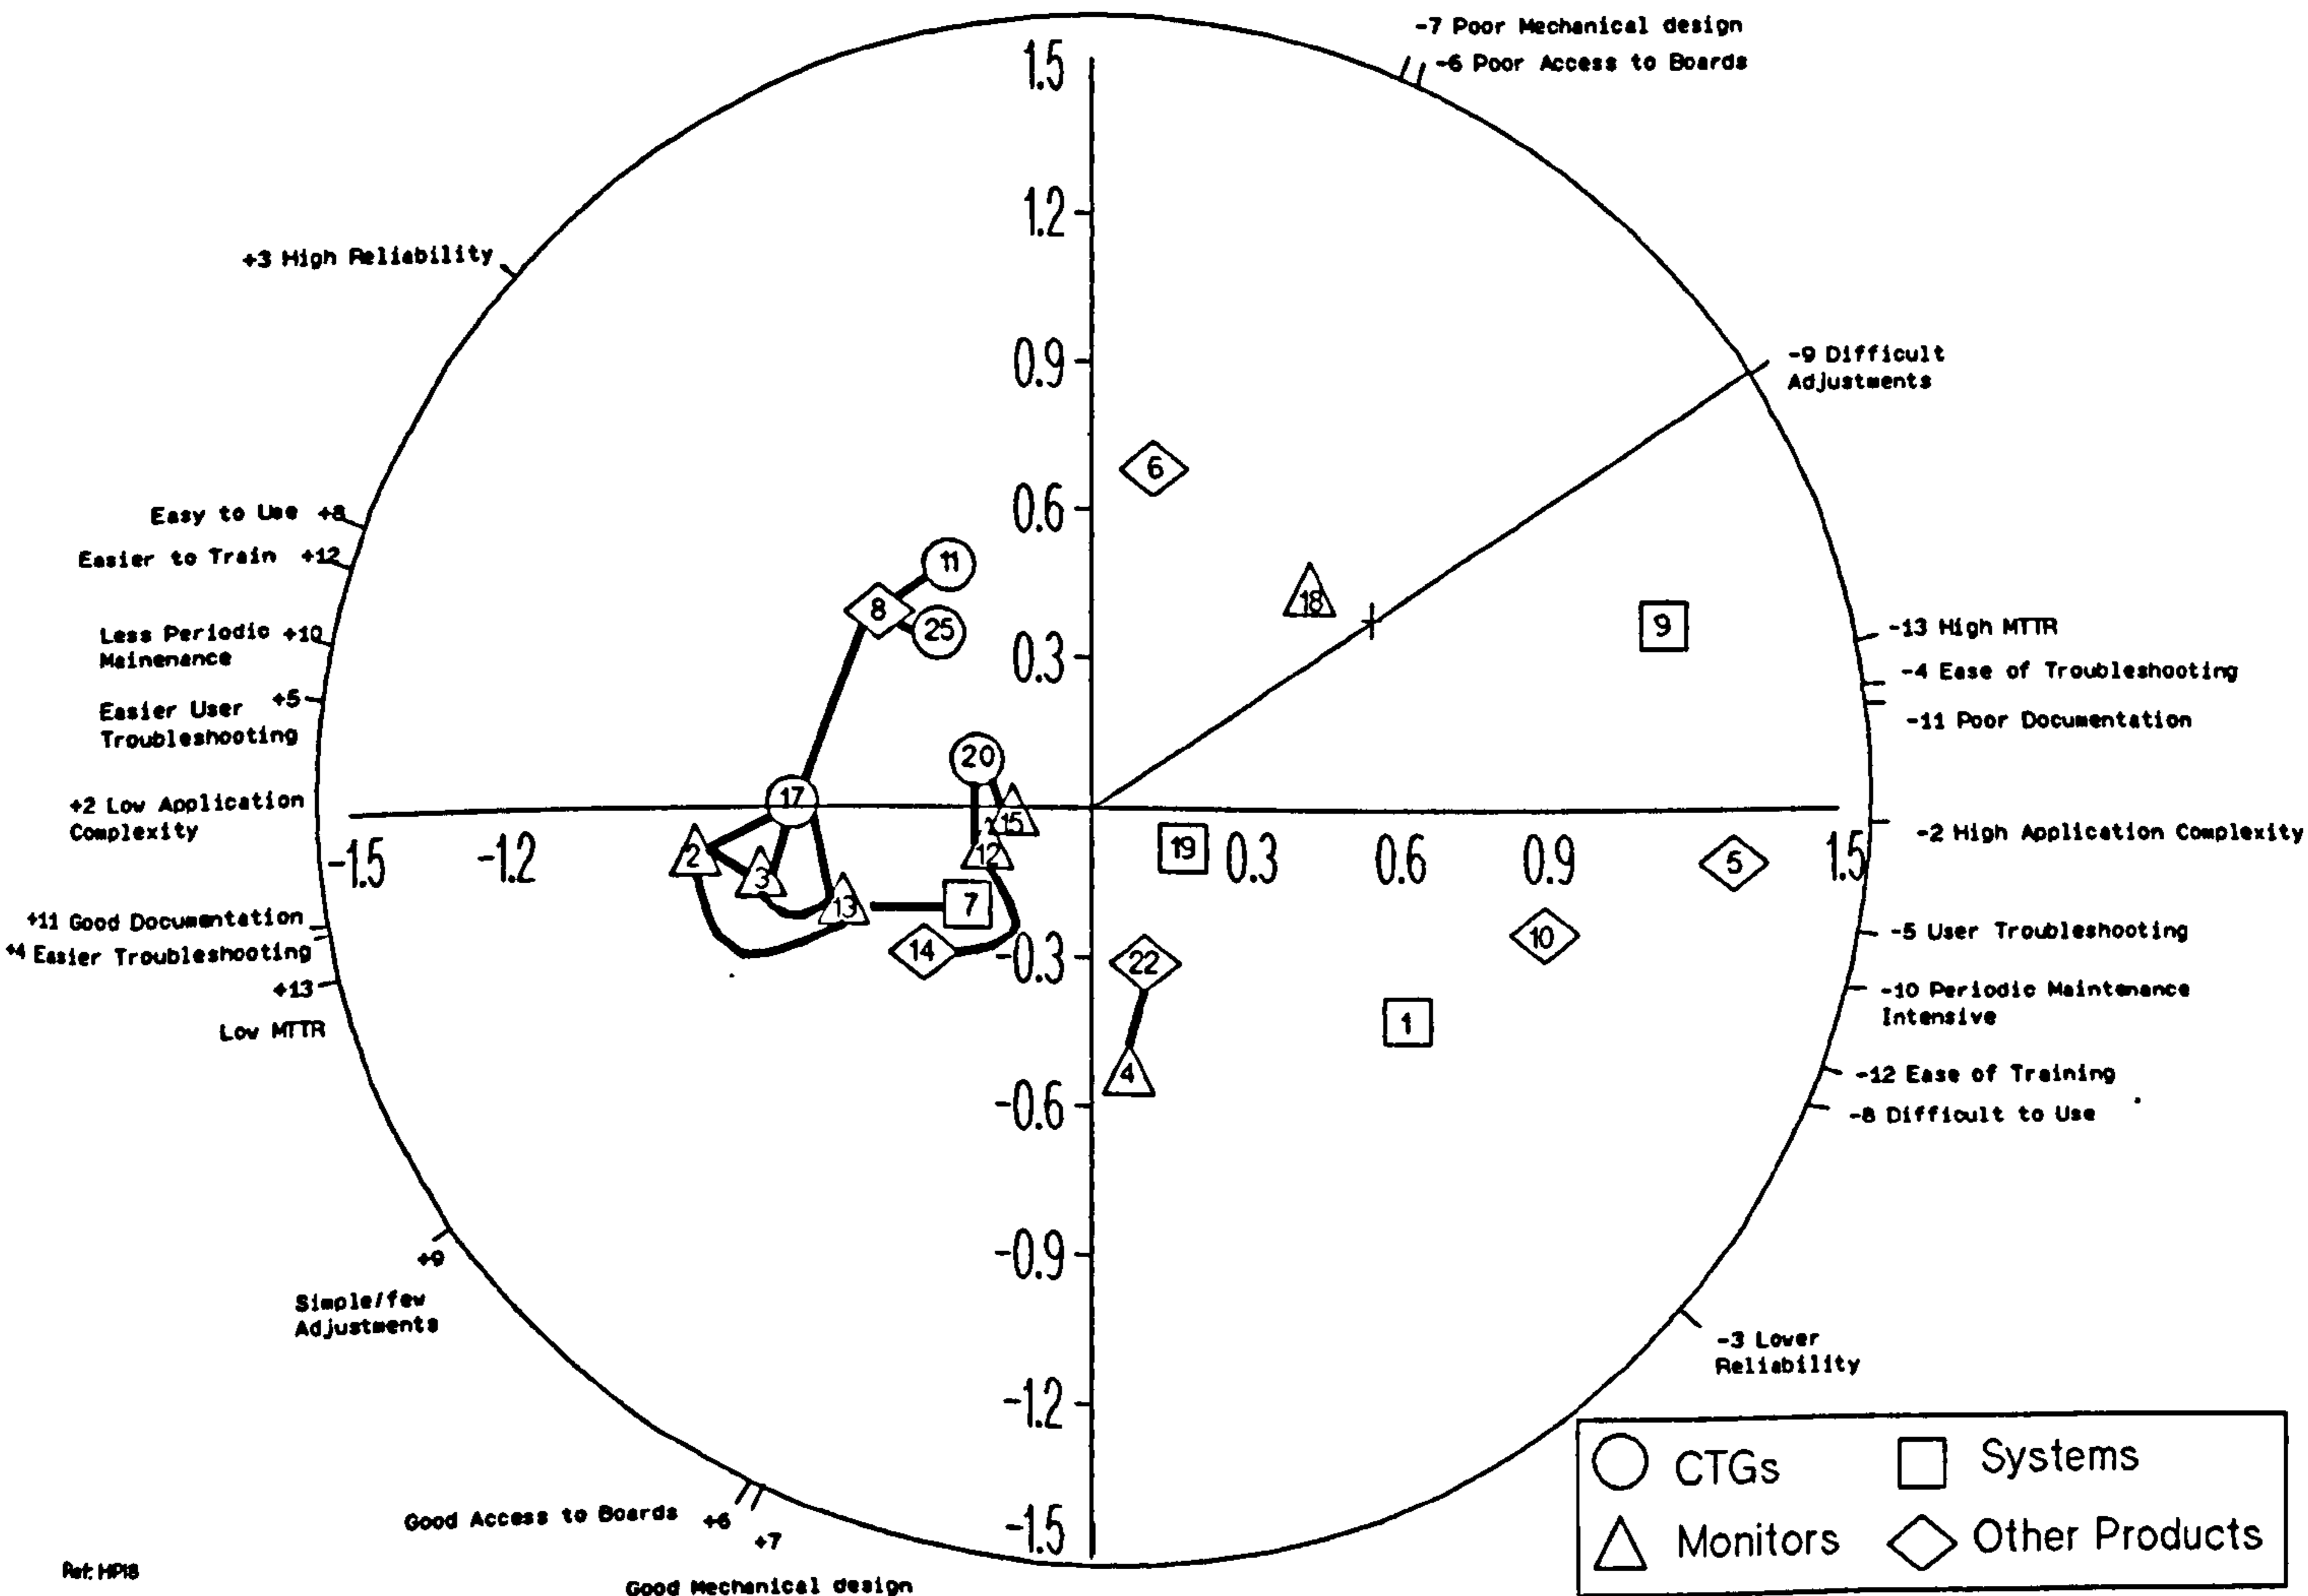 -7 Poor Mechanical design
-6 Poor Access to Boards
1.5
1.2
+3 High Reliability
0.9
-9 Difficult
Adjustments
6
0.6
Easy to Use +8
Easier to Train +12
11
8
25
18
9
0.3
Less Periodic +10
Mainenance
-13 High MTTR
-4 Ease of Troubleshooting
Easier User +5
Troubleshooting
-11 Poor Documentation
20
17
15
+2 Low Application
Complexity
-2 High Application Complexity
-1.5
-1.2
2
3
12
19
0.3
0.6
0.9
5
1.5
13
7
+11 Good Documentation
+4 Easier Troubleshooting
14
-0.3
22
10
-5 User Troubleshooting
+13
Low MTTR
1
-10 Periodic Maintenance
Intensive
4
-0.6
-12 Ease of Training
-8 Difficult to Use
-0.9
+9
Simple/few
Adjustments
-3 Lower
Reliability
-1.2
Good Access to Boards +6
+7
Good Mechanical design
-1.5
CTGs
Systems
Monitors
Other Products
Ref: HP18